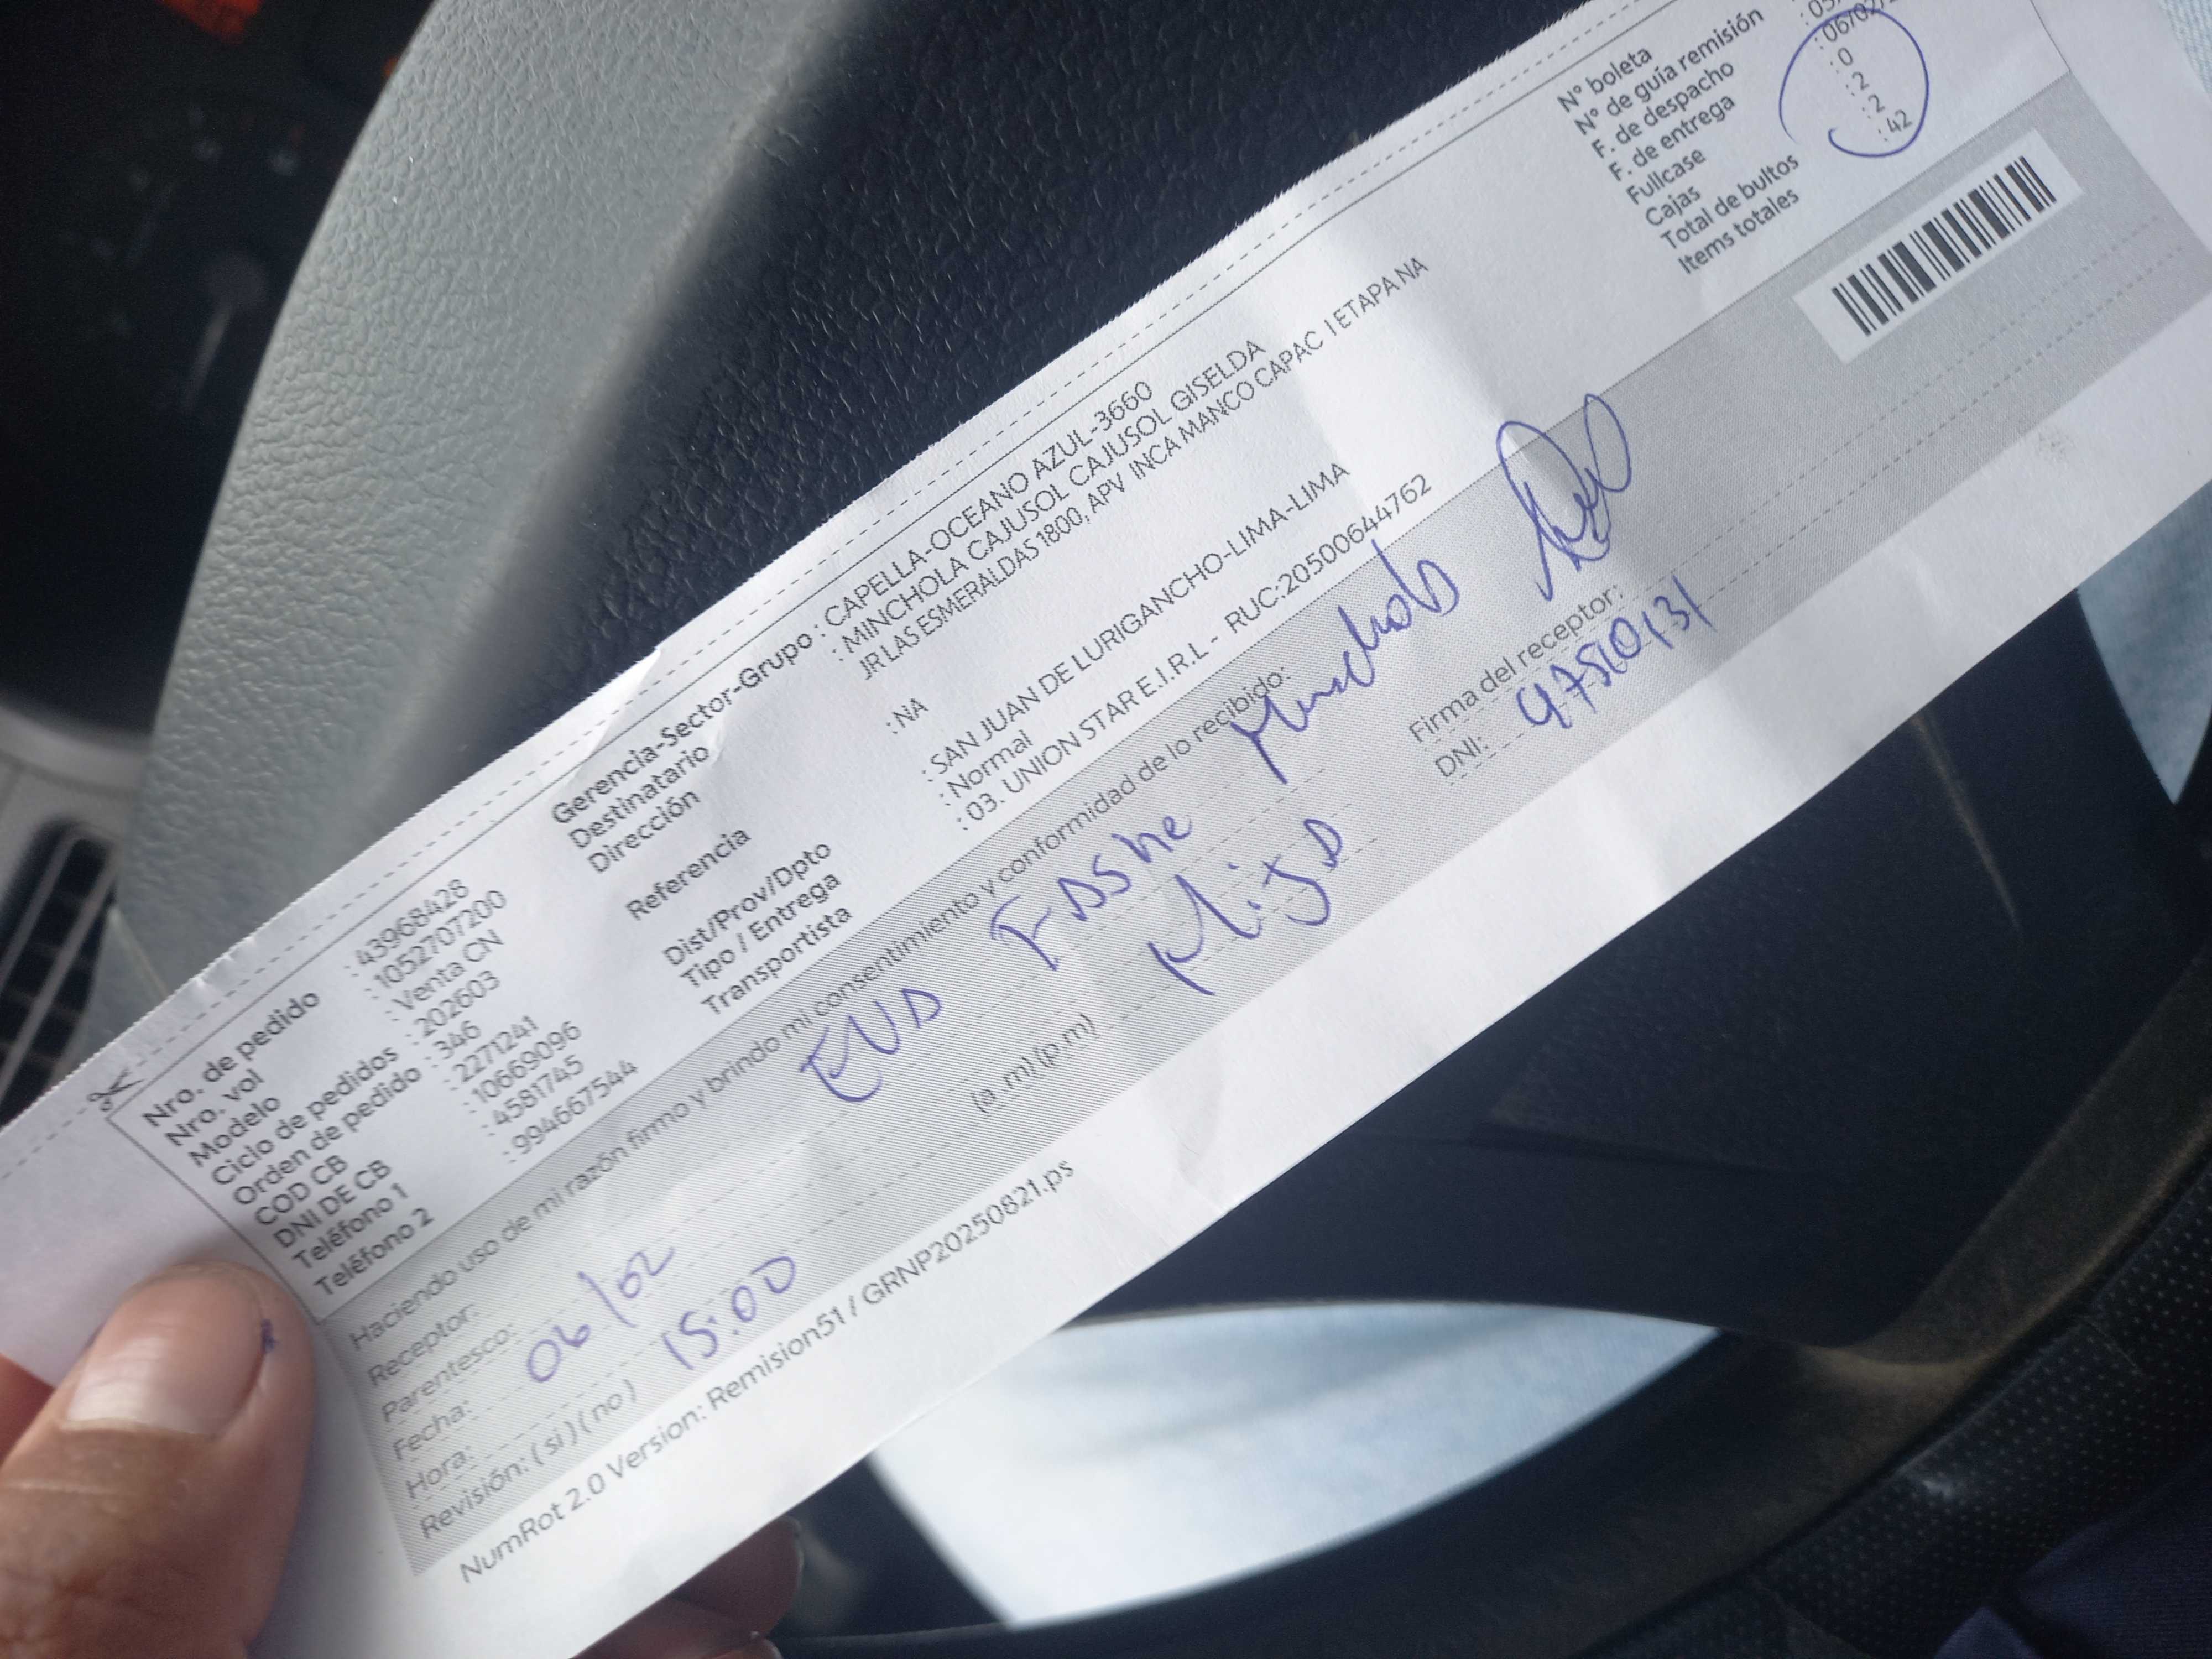 Nro. de pedido : 43968428
Nro. vol : 1052707200
Modelo : Venta CN
Ciclo de pedidos : 202603
Orden de pedido : 346
COD CB : 2271241
DNI DE CB : 10669096
Teléfono 1 : 4581745
Teléfono 2 : 994667544
Gerencia-Sector-Grupo : CAPELLA-OCEANO AZUL-3660
Destinatario : MINCHOLA CAJUSOL CAJUSOL GISELDA
Dirección JR LAS ESMERALDAS 1800, APV INCA MANCO CAPAC I ETAPA NA
Referencia : NA
Dist/Prov/Dpto : SAN JUAN DE LURIGANCHO-LIMA-LIMA
Tipo / Entrega : Normal
Transportista : 03. UNION STAR E.I.R.L - RUC:20500644762
N° boleta
N° de guía remisión
F. de despacho
F. de entrega : 06/02/
Fullcase : 0
Cajas : 2
Total de bultos : 2
Items totales : 42
Haciendo uso de mi razón firmo y brindo mi consentimiento y conformidad de lo recibido:
Receptor:
Parentesco:
Fecha: 06/02
Hora: 15:00 (a m) (p.m)
Revisión: ( si ) ( no )
Firma del receptor:
DNI:
NumRot 2.0 Version: Remision51 / GRNP20250821.ps